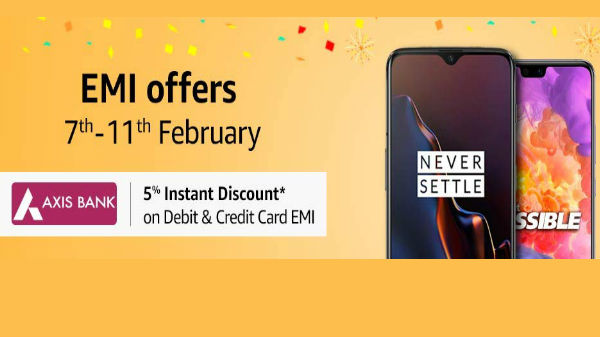 EMI offers
7th-11th February
AXIS BANK
5% Instant Discount*
on Debit & Credit Card EMI
NEVER
SETTLE
SSIBLE